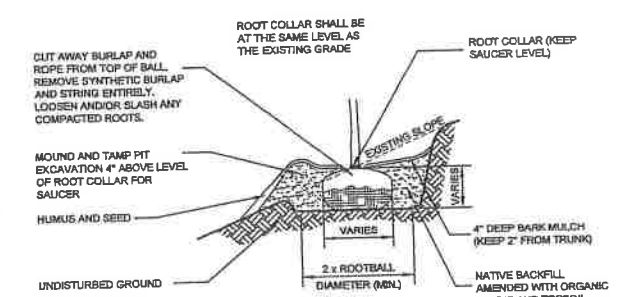 ROOT COLLAR SHALL BE
AT THE SAME LEVEL AS
THE EXISTING GRADE
ROOT COLLAR (KEEP
SAUCER LEVEL)
CUT AWAY BURLAP AND
ROPE FROM TOP OF BALL,
REMOVE SYNTHETIC BURLAP
AND STRING ENTIRELY.
LOOSEN AND/OR SLASH ANY
COMPACTED ROOTS.
EXISTING SLOPE
MOUND AND TAMP PIT
EXCAVATION 4" ABOVE LEVEL
OF ROOT COLLAR FOR
SAUCER
VARIES
HUMUS AND SEED
VARIES
4" DEEP BARK MULCH
(KEEP 2" FROM TRUNK)
UNDISTURBED GROUND
2 x ROOTBALL
DIAMETER (MIN.)
NATIVE BACKFILL
AMENDED WITH ORGANIC